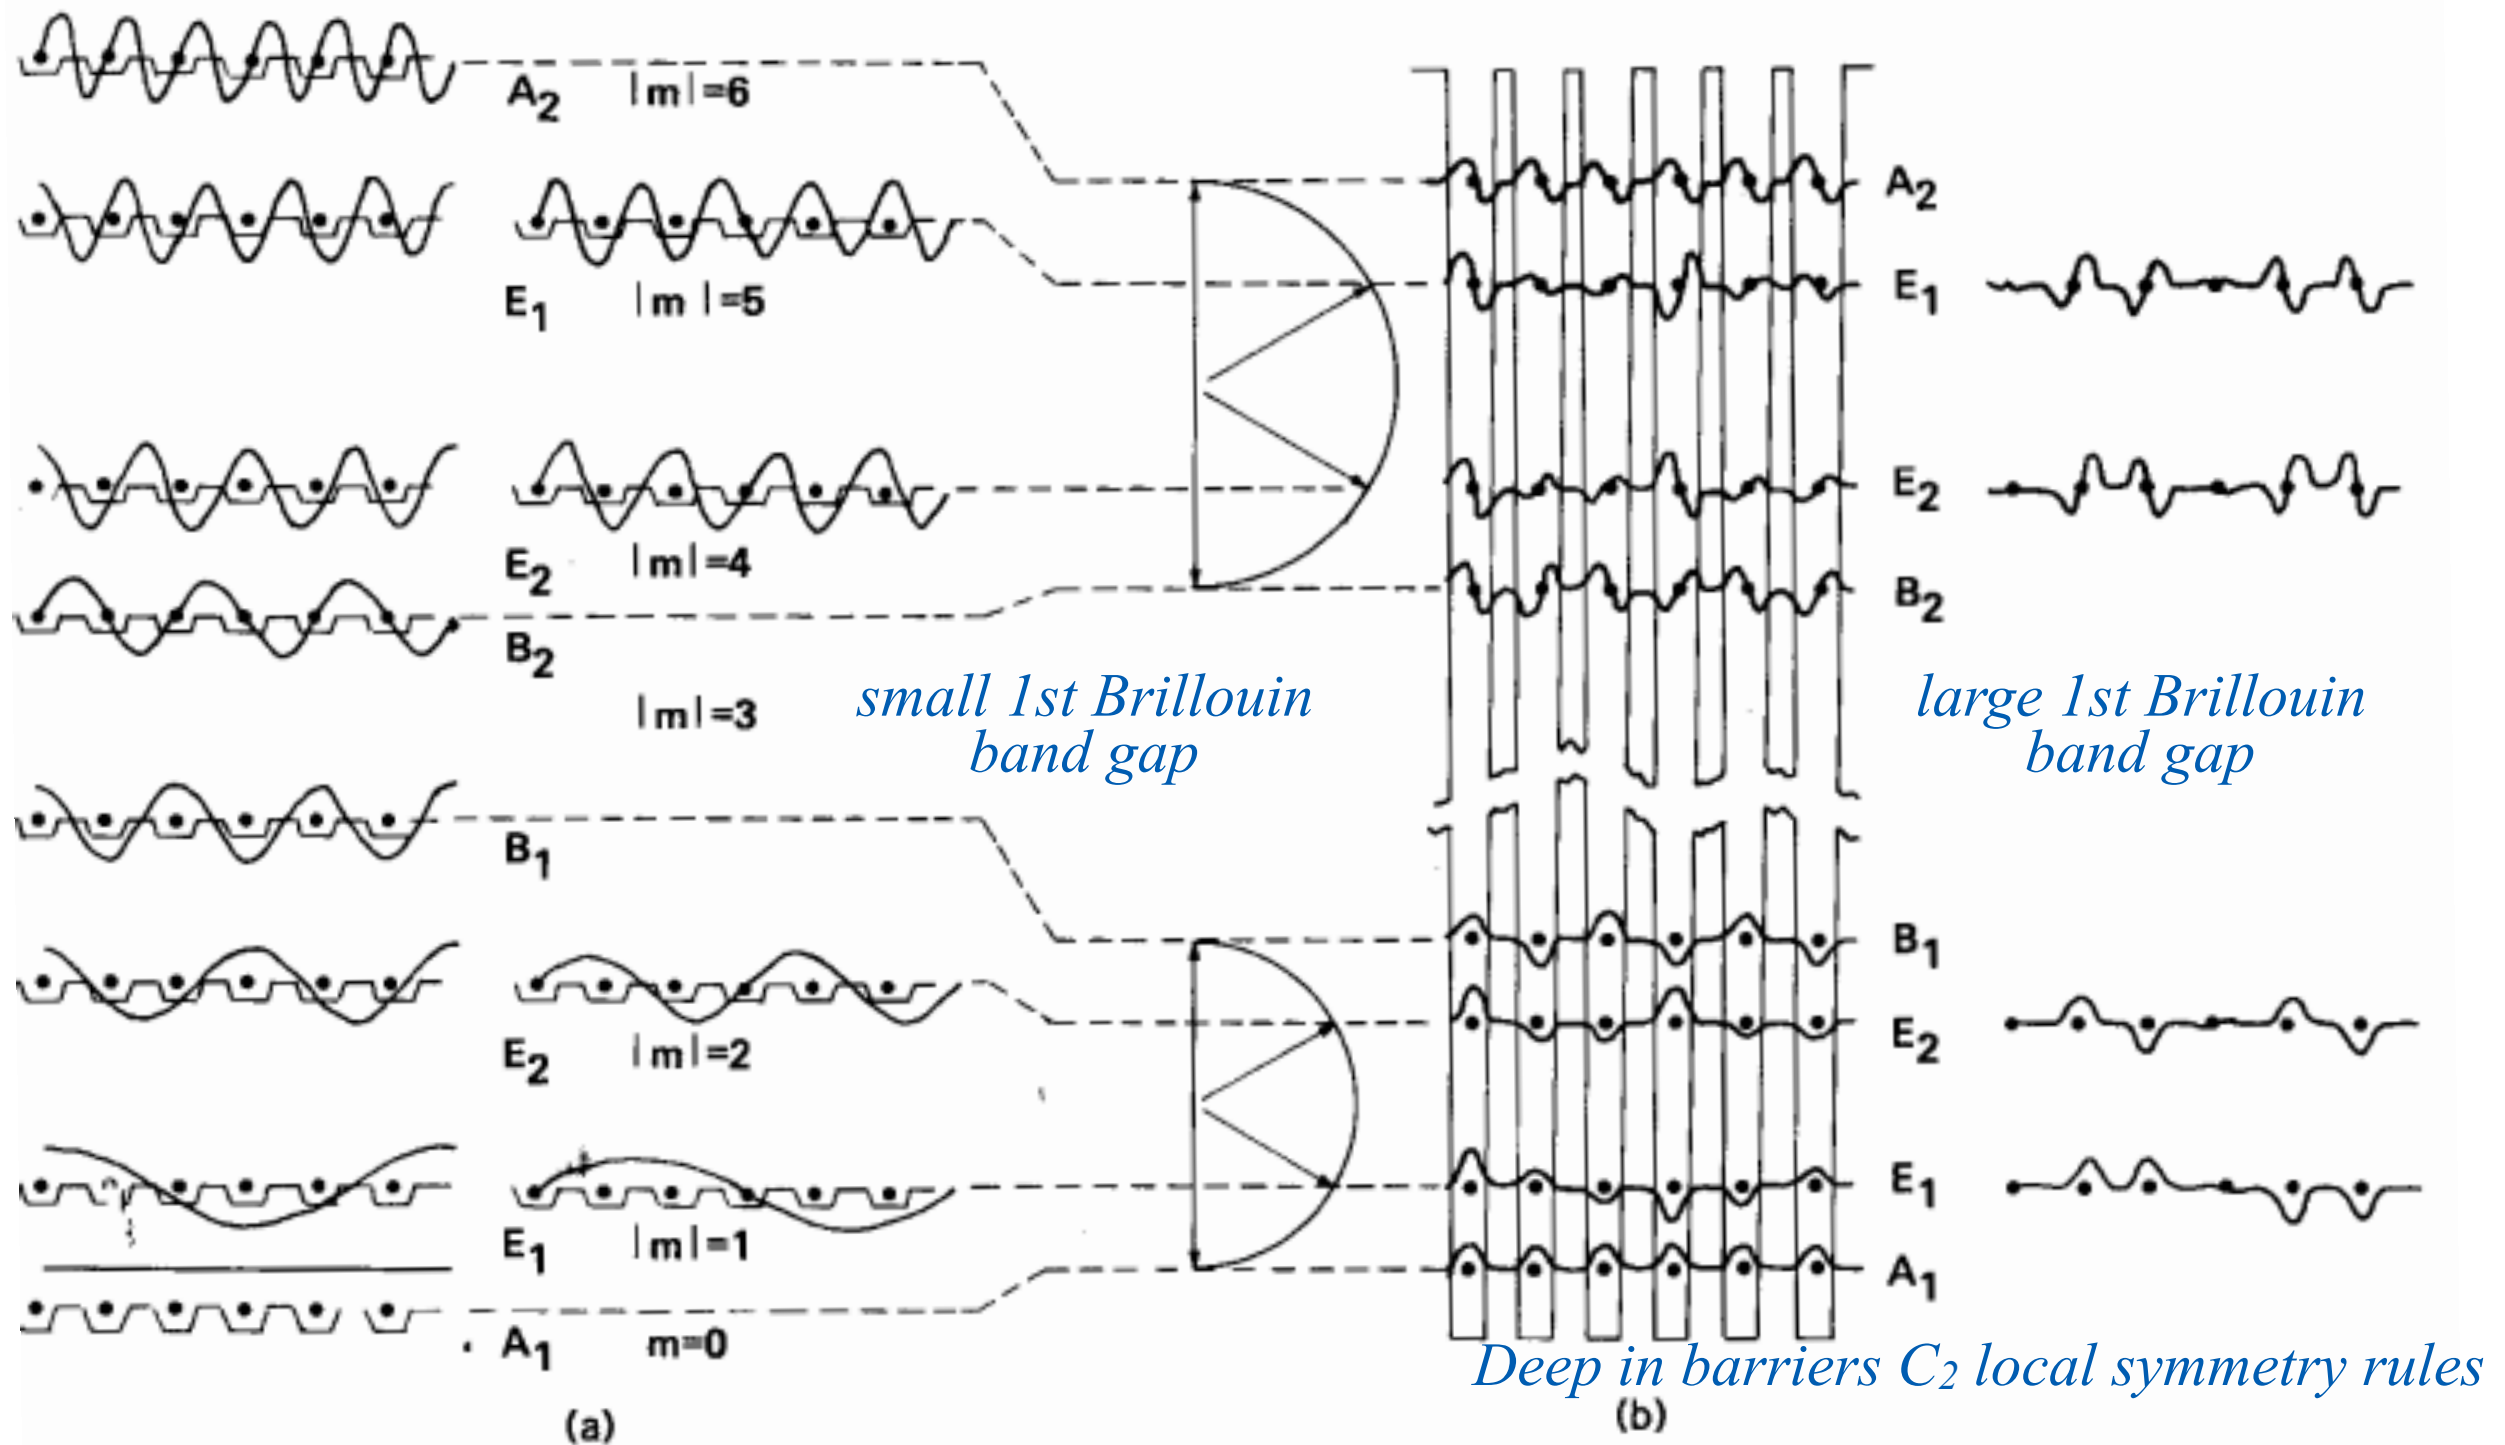 A2 |m|=6
A2
E1 |m|=5
E1
E2 |m|=4
E2
B2
B2
|m|=3
small 1st Brillouin
band gap
large 1st Brillouin
band gap
B1
B1
E2 |m|=2
E2
E1 |m|=1
E1
A1 m=0
A1
Deep in barriers C2 local symmetry rules
(a)
(b)